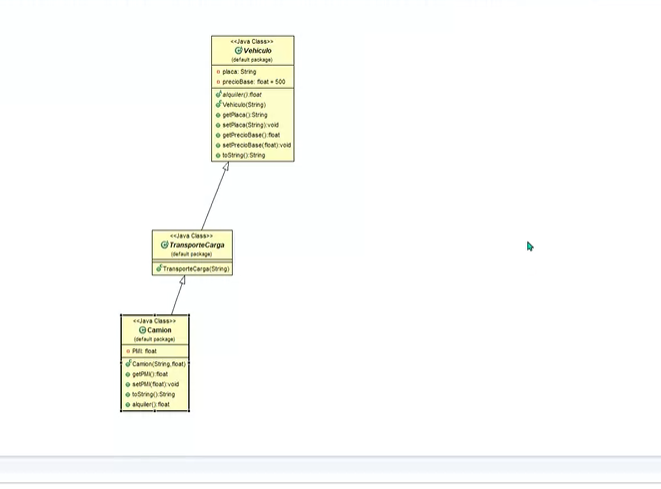 <<Java Class>>
Vehiculo
(default package)
placa: String
precioBase: float = 500
alquiler():float
Vehiculo(String)
getPlaca():String
setPlaca(String):void
getPrecioBase():float
setPrecioBase(float):void
toString():String
<<Java Class>>
TransporteCarga
(default package)
TransporteCarga(String)
<<Java Class>>
Camion
(default package)
PMI: float
Camion(String,float)
getPMI():float
setPMI(float):void
toString():String
alquiler():float